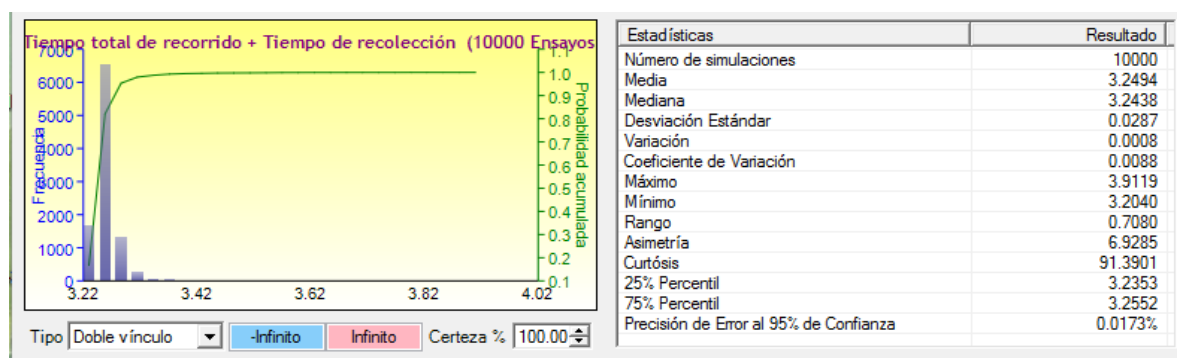 Tiempo total de recorrido + Tiempo de recolección (10000 Ensayos
Frecuencia
7000
6000
5000
4000
3000
2000
1000
0
3.22 3.42 3.62 3.82 4.02
1.1
1.0
0.9
0.8
0.7
0.6
0.5
0.4
0.3
0.2
0.1
Probabilidad acumulada
Tipo Doble vínculo -Infinito Infinito Certeza % 100.00
Estadísticas Resultado
Número de simulaciones 10000
Media 3.2494
Mediana 3.2438
Desviación Estándar 0.0287
Variación 0.0008
Coeficiente de Variación 0.0088
Máximo 3.9119
Mínimo 3.2040
Rango 0.7080
Asimetría 6.9285
Curtósis 91.3901
25% Percentil 3.2353
75% Percentil 3.2552
Precisión de Error al 95% de Confianza 0.0173%